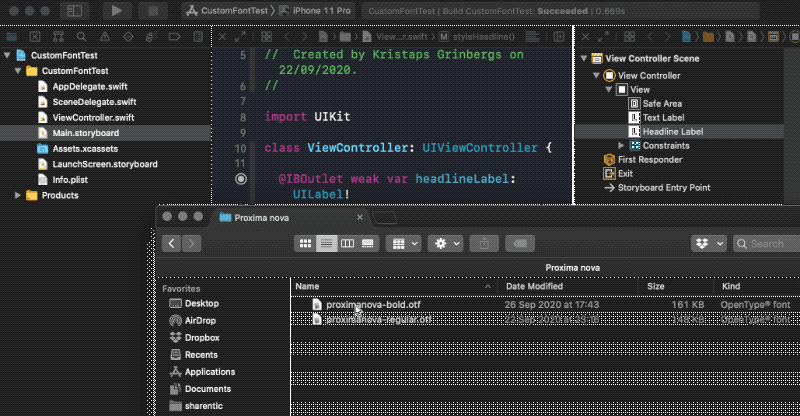 CustomFontTest
iPhone 11 Pro
CustomFontTest | Build CustomFontTest: Succeeded | 0.669s
View...r.swift
styleHeadline()
CustomFontTest
CustomFontTest
AppDelegate.swift
SceneDelegate.swift
ViewController.swift
Main.storyboard
Assets.xcassets
LaunchScreen.storyboard
Info.plist
Products
5 // Created by Kristaps Grinbergs on
22/09/2020.
6 //
7
8 import UIKit
9
10 class ViewController: UIViewController {
11
@IBOutlet weak var headlineLabel:
UILabel!
View Controller Scene
View Controller
View
Safe Area
Text Label
Headline Label
Constraints
First Responder
Exit
Storyboard Entry Point
Proxima nova
Search
Proxima nova
Favorites
Desktop
AirDrop
Dropbox
Recents
Applications
Documents
sharentic
Name Date Modified Size Kind
proximanova-bold.otf 26 Sep 2020 at 17:43 161 KB OpenType® font
proximanova-regular.otf